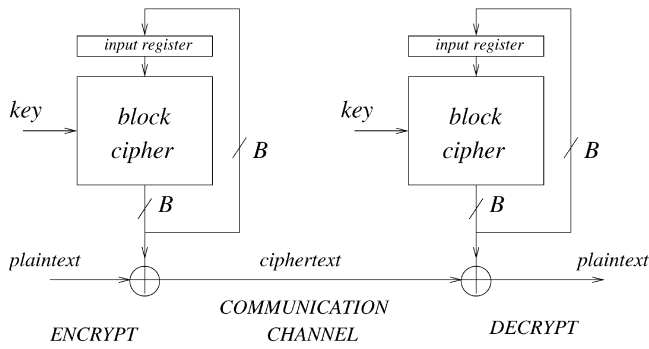 input register
input register
key
block
cipher
B
B
key
block
cipher
B
B
plaintext
ciphertext
plaintext
COMMUNICATION
CHANNEL
ENCRYPT
DECRYPT